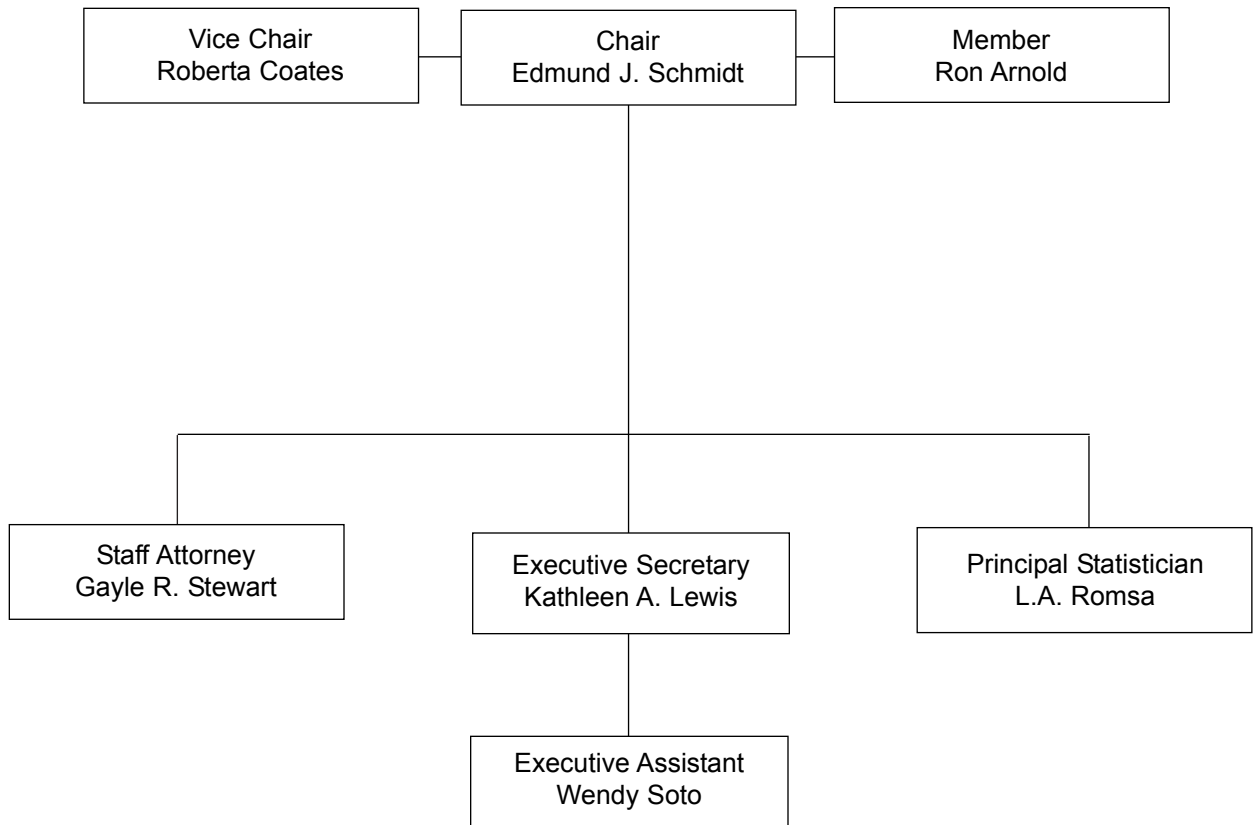 Vice Chair
Roberta Coates
Chair
Edmund J. Schmidt
Member
Ron Arnold
Staff Attorney
Gayle R. Stewart
Executive Secretary
Kathleen A. Lewis
Principal Statistician
L.A. Romsa
Executive Assistant
Wendy Soto